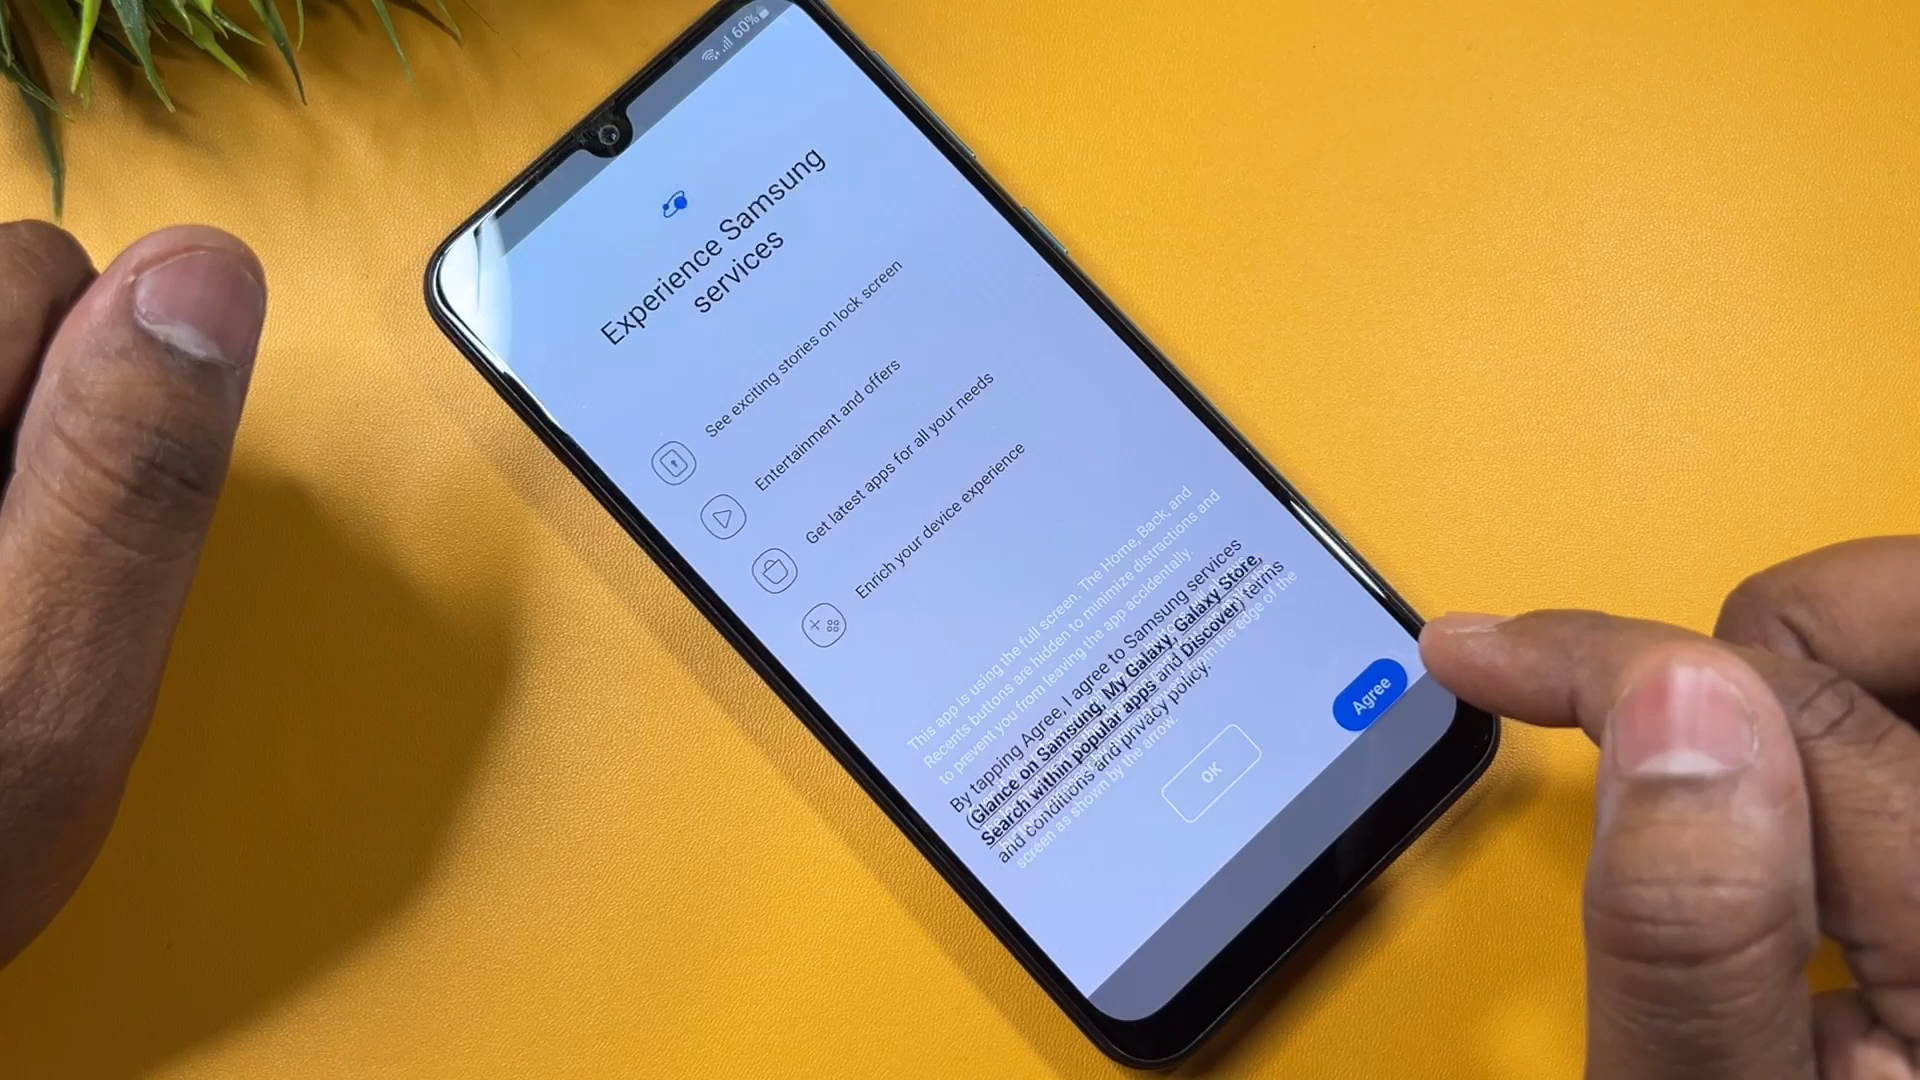 60%
Experience Samsung
services
See exciting stories on lock screen
Entertainment and offers
Get latest apps for all your needs
Enrich your device experience
This app is using the full screen. The Home, Back, and
Recents buttons are hidden to minimize distractions and
to prevent you from leaving the app accidentally.
By tapping Agree, I agree to Samsung services
(Glance on Samsung, My Galaxy, Galaxy Store,
Search within popular apps and Discover) terms
and conditions and privacy policy.
from the edge of the
screen as shown by the arrow.
Agree
OK